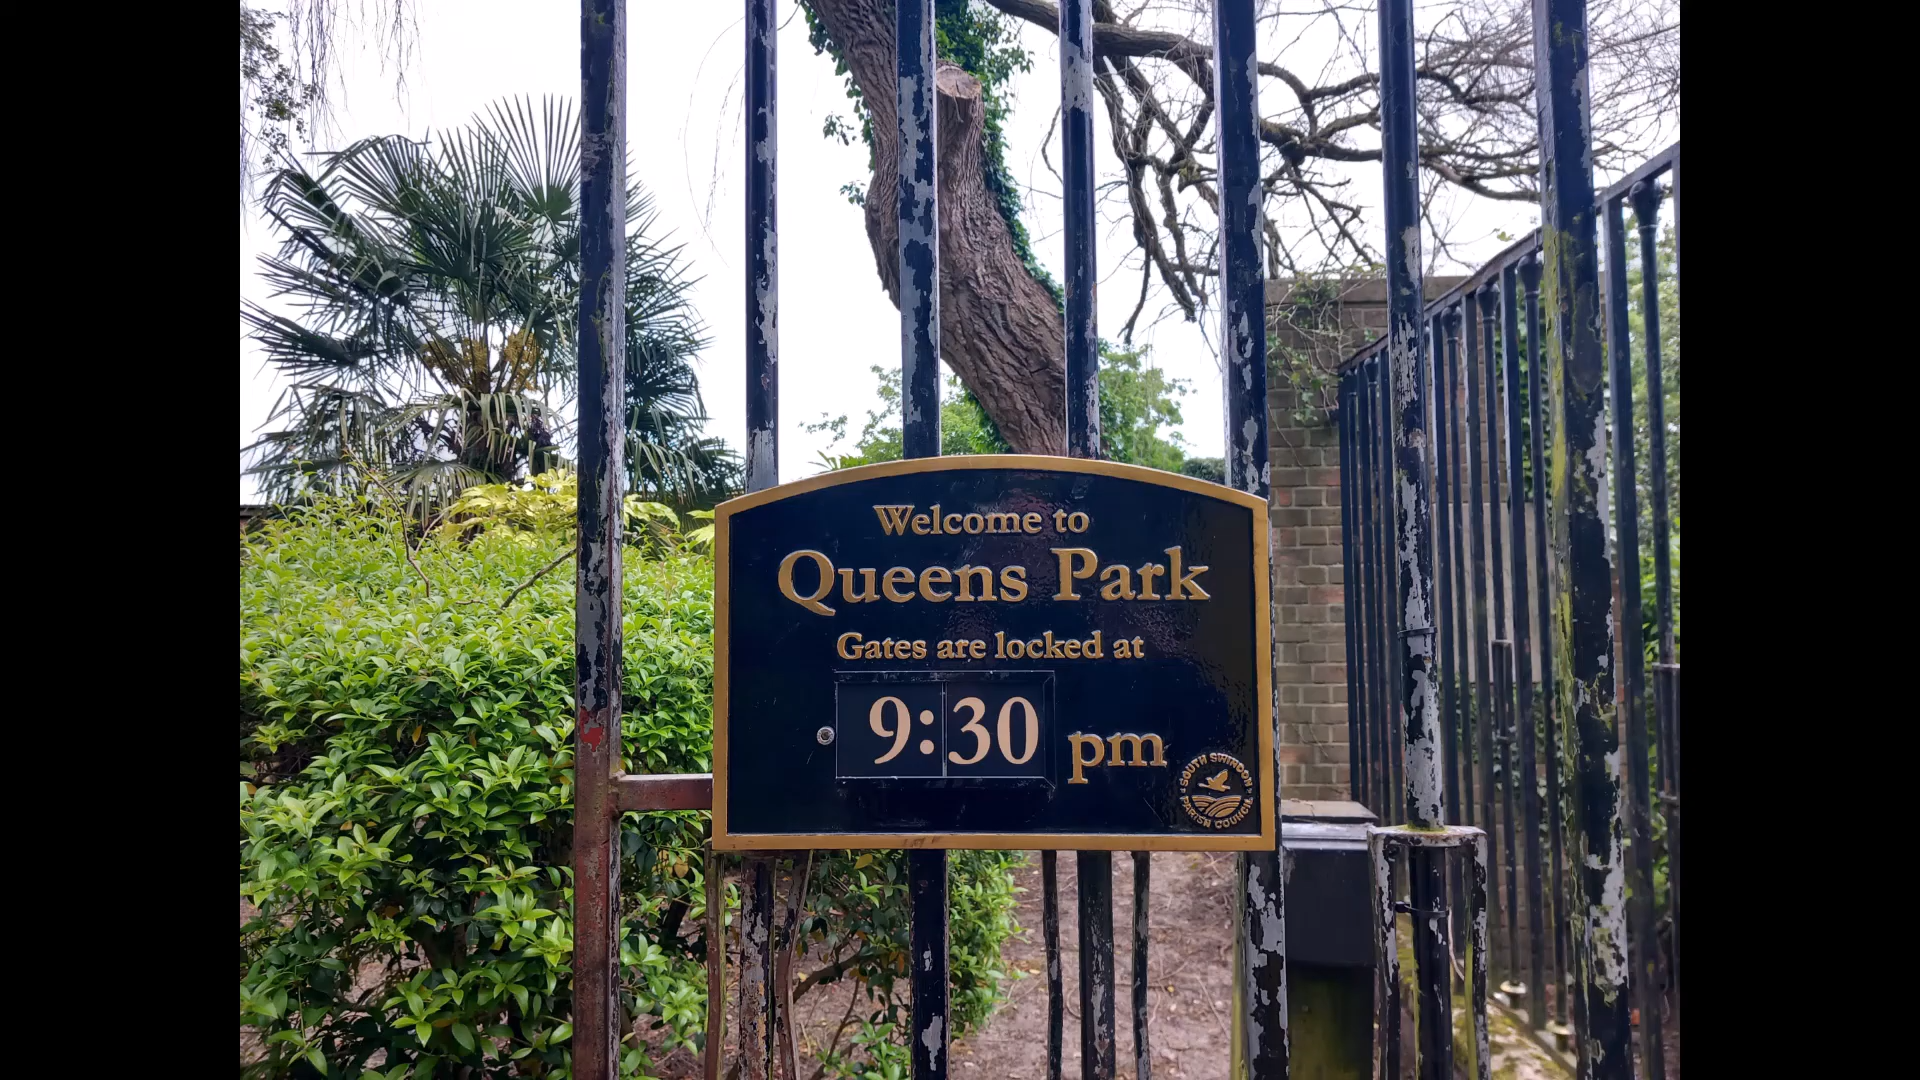 Welcome to
Queens Park
Gates are locked at
9:30 pm
SOUTH SWINDON
PARISH COUNCIL